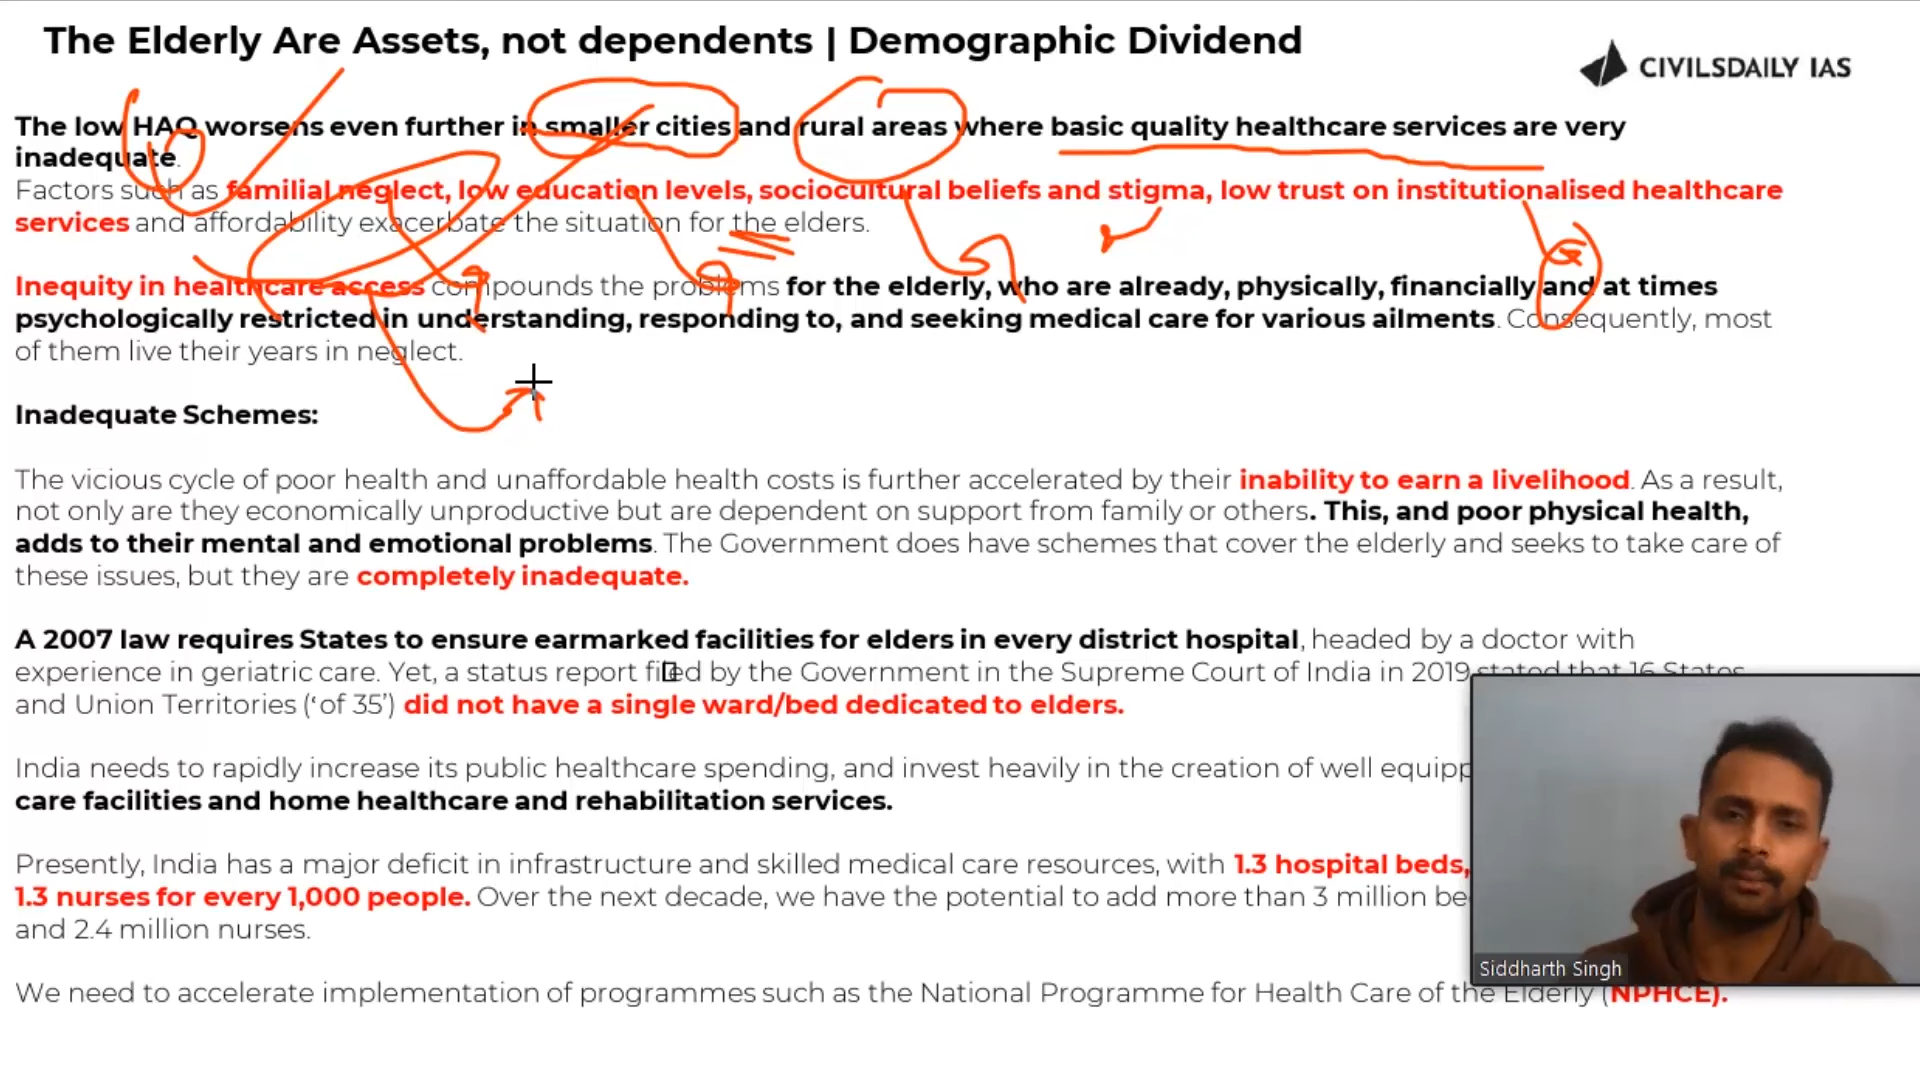 The Elderly Are Assets, not dependents | Demographic Dividend
CIVILSDAILY IAS
The low HAQ worsens even further in smaller cities and rural areas where basic quality healthcare services are very
inadequate.
Factors such as familial neglect, low education levels, sociocultural beliefs and stigma, low trust on institutionalised healthcare
services and affordability exacerbate the situation for the elders.
Inequity in healthcare access compounds the problems for the elderly, who are already, physically, financially and at times
psychologically restricted in understanding, responding to, and seeking medical care for various ailments. Consequently, most
of them live their years in neglect.
Inadequate Schemes:
The vicious cycle of poor health and unaffordable health costs is further accelerated by their inability to earn a livelihood. As a result,
not only are they economically unproductive but are dependent on support from family or others. This, and poor physical health,
adds to their mental and emotional problems. The Government does have schemes that cover the elderly and seeks to take care of
these issues, but they are completely inadequate.
A 2007 law requires States to ensure earmarked facilities for elders in every district hospital, headed by a doctor with
experience in geriatric care. Yet, a status report filed by the Government in the Supreme Court of India in 2019 stated that 16 States
and Union Territories (‘of 35’) did not have a single ward/bed dedicated to elders.
India needs to rapidly increase its public healthcare spending, and invest heavily in the creation of well
care facilities and home healthcare and rehabilitation services.
Presently, India has a major deficit in infrastructure and skilled medical care resources, with 1.3 hospital beds,
1.3 nurses for every 1,000 people. Over the next decade, we have the potential to add more than 3 million
and 2.4 million nurses.
Siddharth Singh
We need to accelerate implementation of programmes such as the National Programme for Health Care of the Elderly (NPHCE).